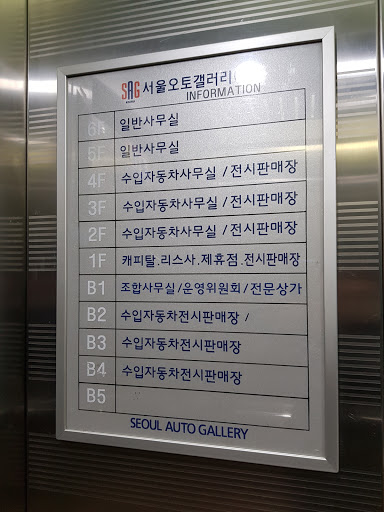 SAG 서울오토갤러리
INFORMATION
6F 일반사무실
5F 일반사무실
4F 수입자동차사무실 / 전시판매장
3F 수입자동차사무실 / 전시판매장
2F 수입자동차사무실 / 전시판매장
1F 캐피탈.리스사.제휴점.전시판매장
B1 조합사무실/운영위원회/전문상가
B2 수입자동차전시판매장 /
B3 수입자동차전시판매장
B4 수입자동차전시판매장
B5
SEOUL AUTO GALLERY